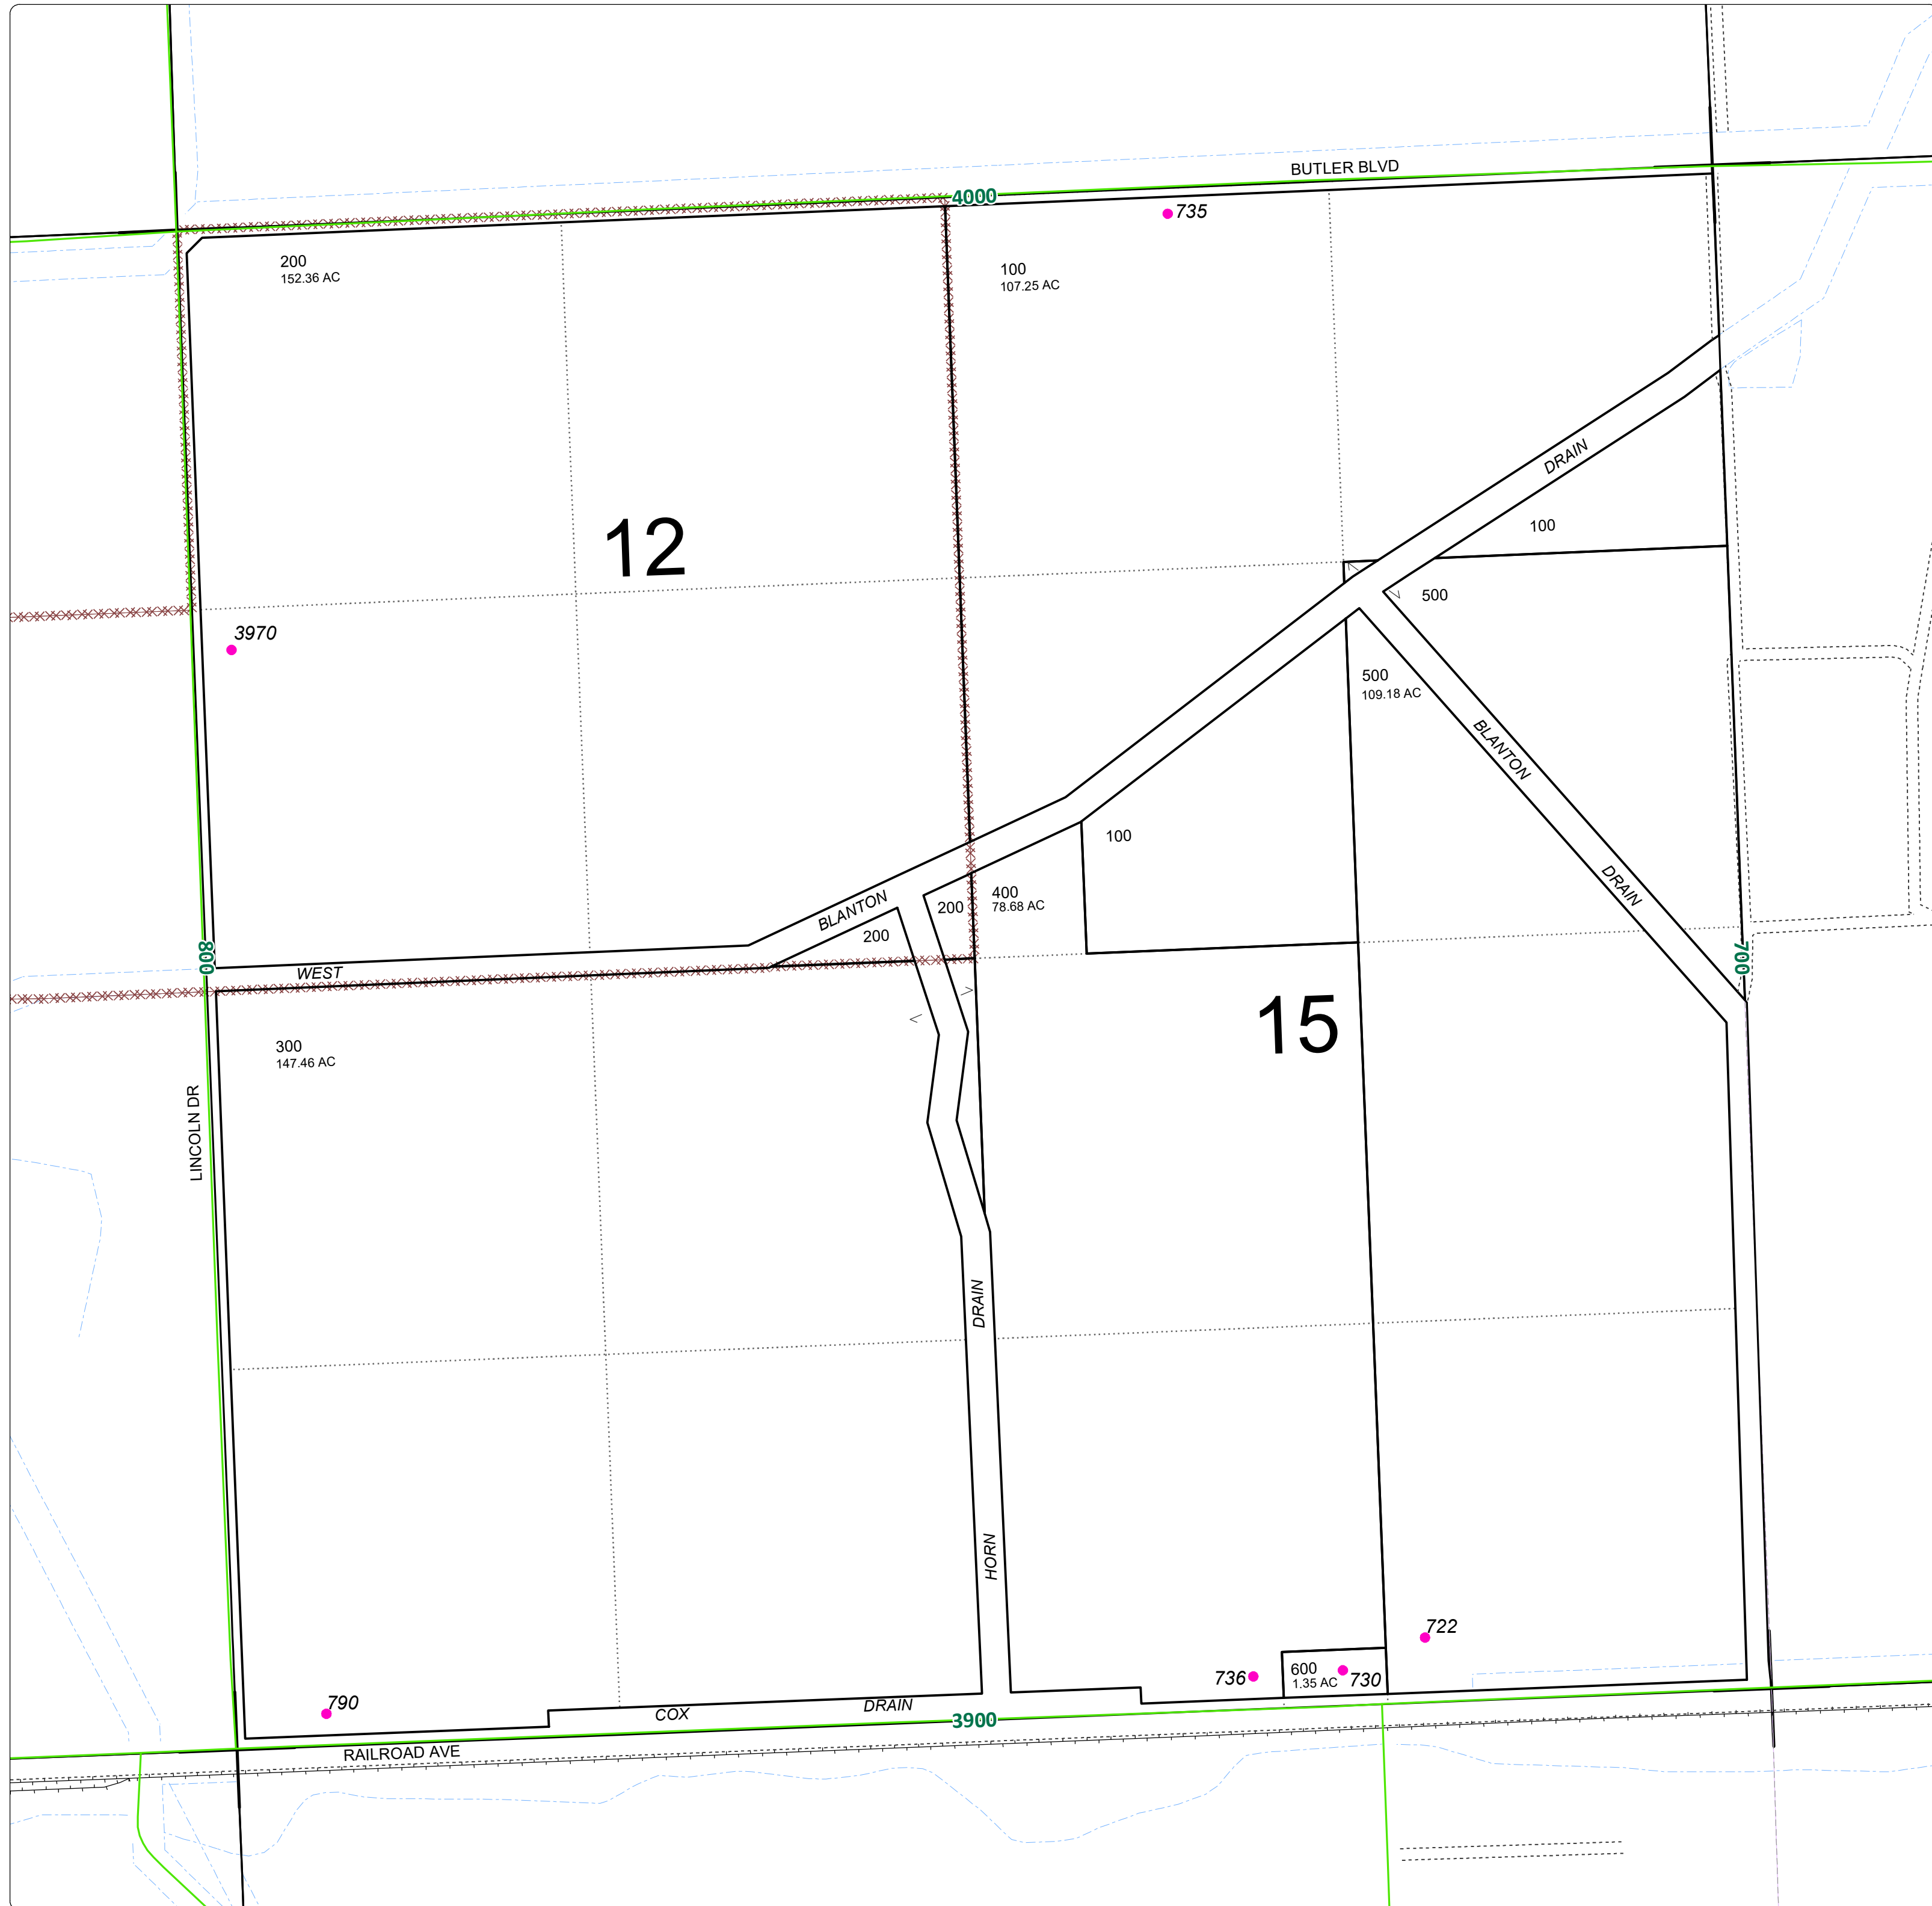 BUTLER BLVD
4000
735
200
152.36 AC
100
107.25 AC
DRAIN
12
100
500
3970
500
109.18 AC
BLANTON
100
DRAIN
400
78.68 AC
200
BLANTON
200
800
WEST
700
15
300
147.46 AC
LINCOLN DR
DRAIN
HORN
722
736
600
1.35 AC
730
790
COX
DRAIN
3900
RAILROAD AVE